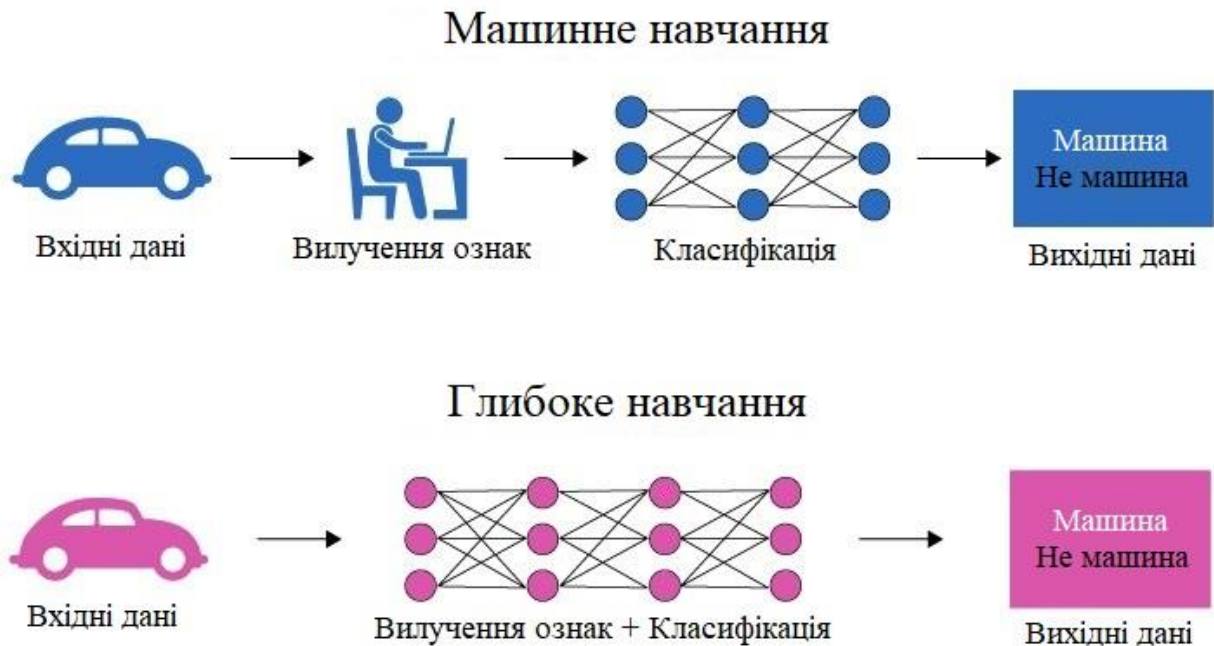 Машинне навчання
Машина
Не машина
Вхідні дані
Вилучення ознак
Класифікація
Вихідні дані
Глибоке навчання
Машина
Не машина
Вхідні дані
Вилучення ознак + Класифікація
Вихідні дані